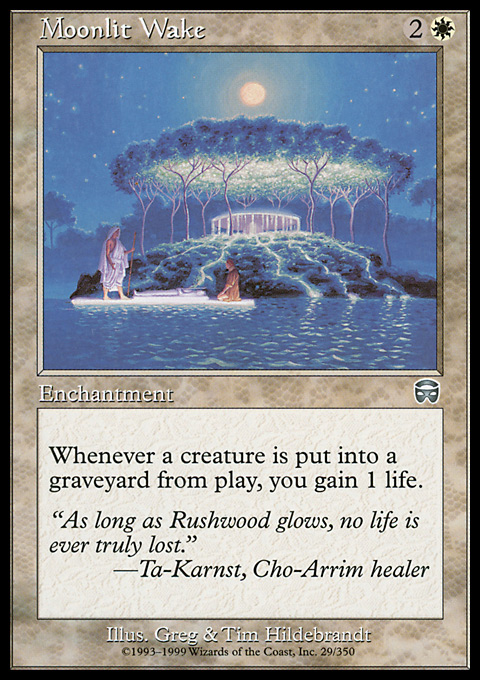 Moonlit Wake 2
Enchantment
Whenever a creature is put into a
graveyard from play, you gain 1 life.
“As long as Rushwood glows, no life is
ever truly lost.”
—Ta-Karnst, Cho-Arrim healer
Illus. Greg & Tim Hildebrandt
©1993–1999 Wizards of the Coast, Inc. 29/350